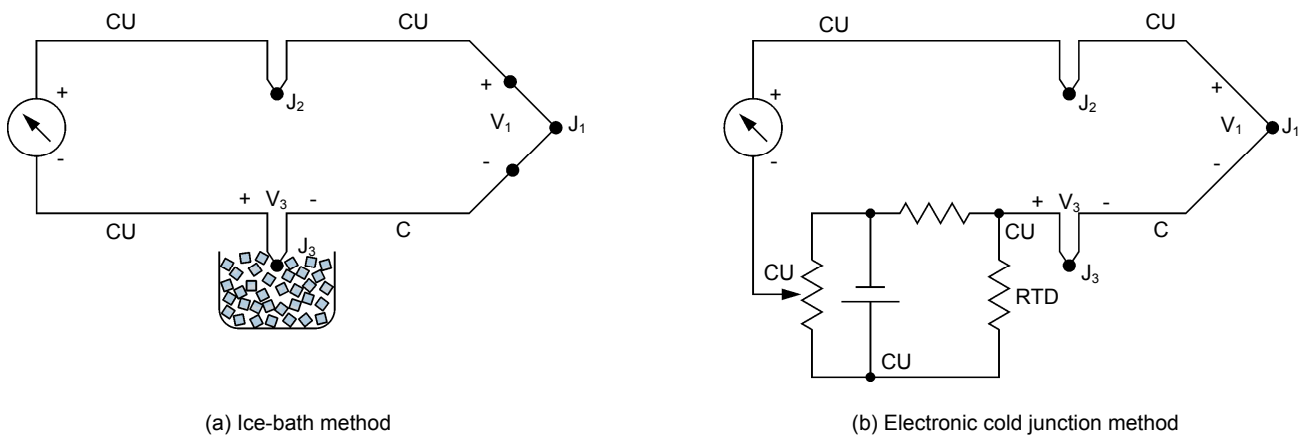 CU
CU
+
-
J2
+
V1
-
J1
+ V3 -
CU
C
J3
(a) Ice-bath method
CU
CU
+
-
J2
+
V1
-
J1
+ V3 -
CU
C
CU
J3
RTD
CU
(b) Electronic cold junction method